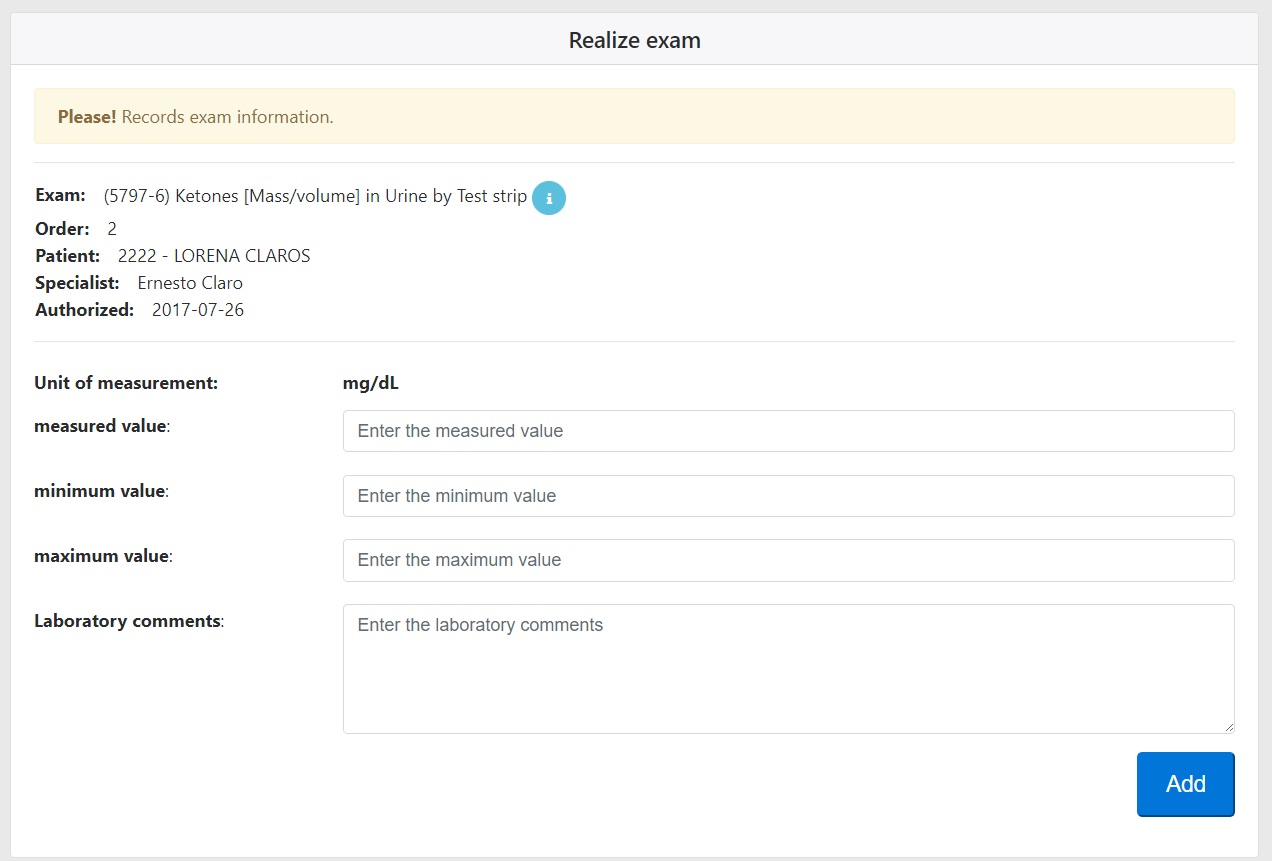 Realize exam
Please! Records exam information.
Exam: (5797-6) Ketones [Mass/volume] in Urine by Test strip i
Order: 2
Patient: 2222 - LORENA CLAROS
Specialist: Ernesto Claro
Authorized: 2017-07-26
Unit of measurement: mg/dL
measured value: Enter the measured value
minimum value: Enter the minimum value
maximum value: Enter the maximum value
Laboratory comments: Enter the laboratory comments
Add